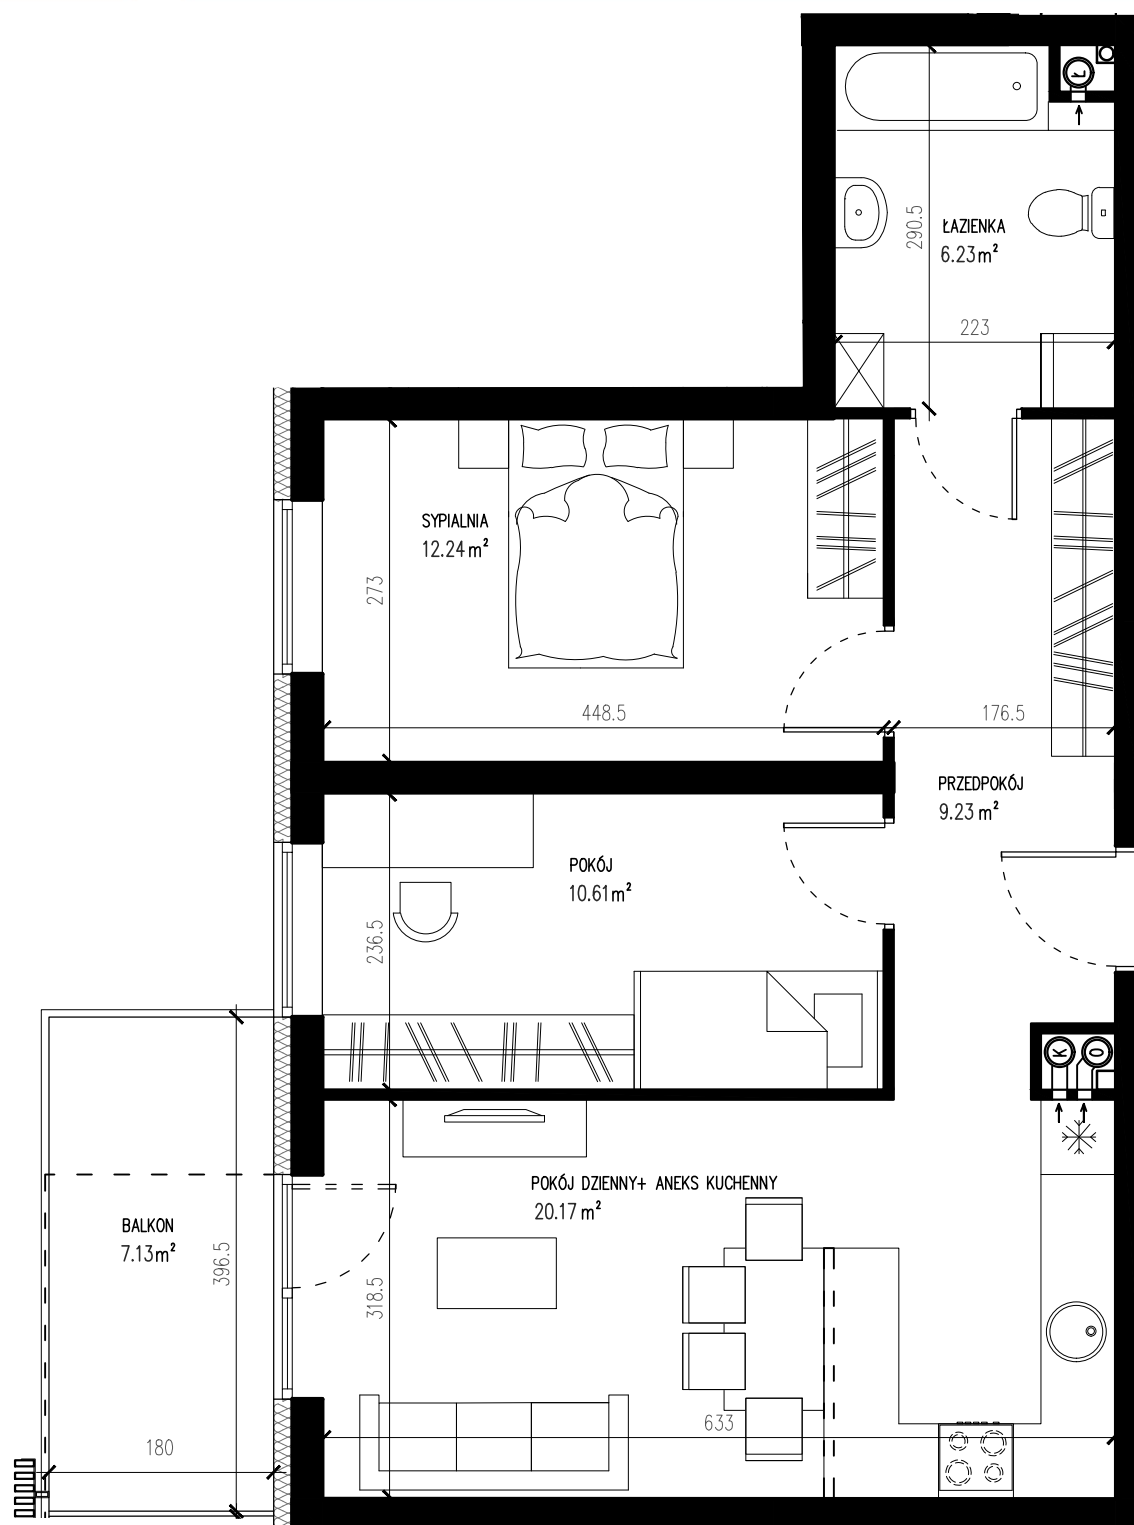 Ł
290.5
ŁAZIENKA
6.23m²
223
SYPIALNIA
12.24m²
273
448.5
176.5
PRZEDPOKÓJ
9.23m²
POKÓJ
10.61m²
236.5
K O
POKÓJ DZIENNY+ ANEKS KUCHENNY
20.17m²
BALKON
7.13m²
396.5
318.5
633
180